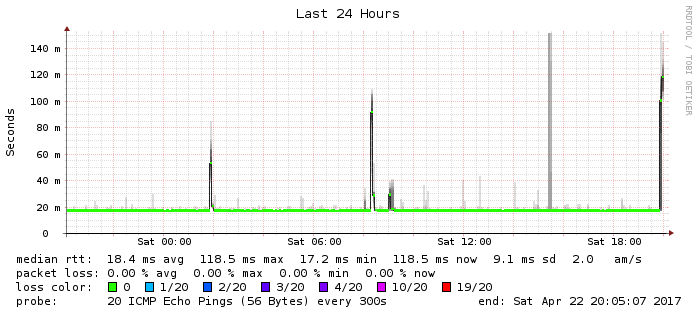 Last 24 Hours
RRDTOOL / TOBI OETIKER
Seconds
140 m
120 m
100 m
80 m
60 m
40 m
20 m
0
Sat 00:00 Sat 06:00 Sat 12:00 Sat 18:00
median rtt: 18.4 ms avg 118.5 ms max 17.2 ms min 118.5 ms now 9.1 ms sd 2.0 am/s
packet loss: 0.00 % avg 0.00 % max 0.00 % min 0.00 % now
loss color: 0 1/20 2/20 3/20 4/20 10/20 19/20
probe: 20 ICMP Echo Pings (56 Bytes) every 300s end: Sat Apr 22 20:05:07 2017